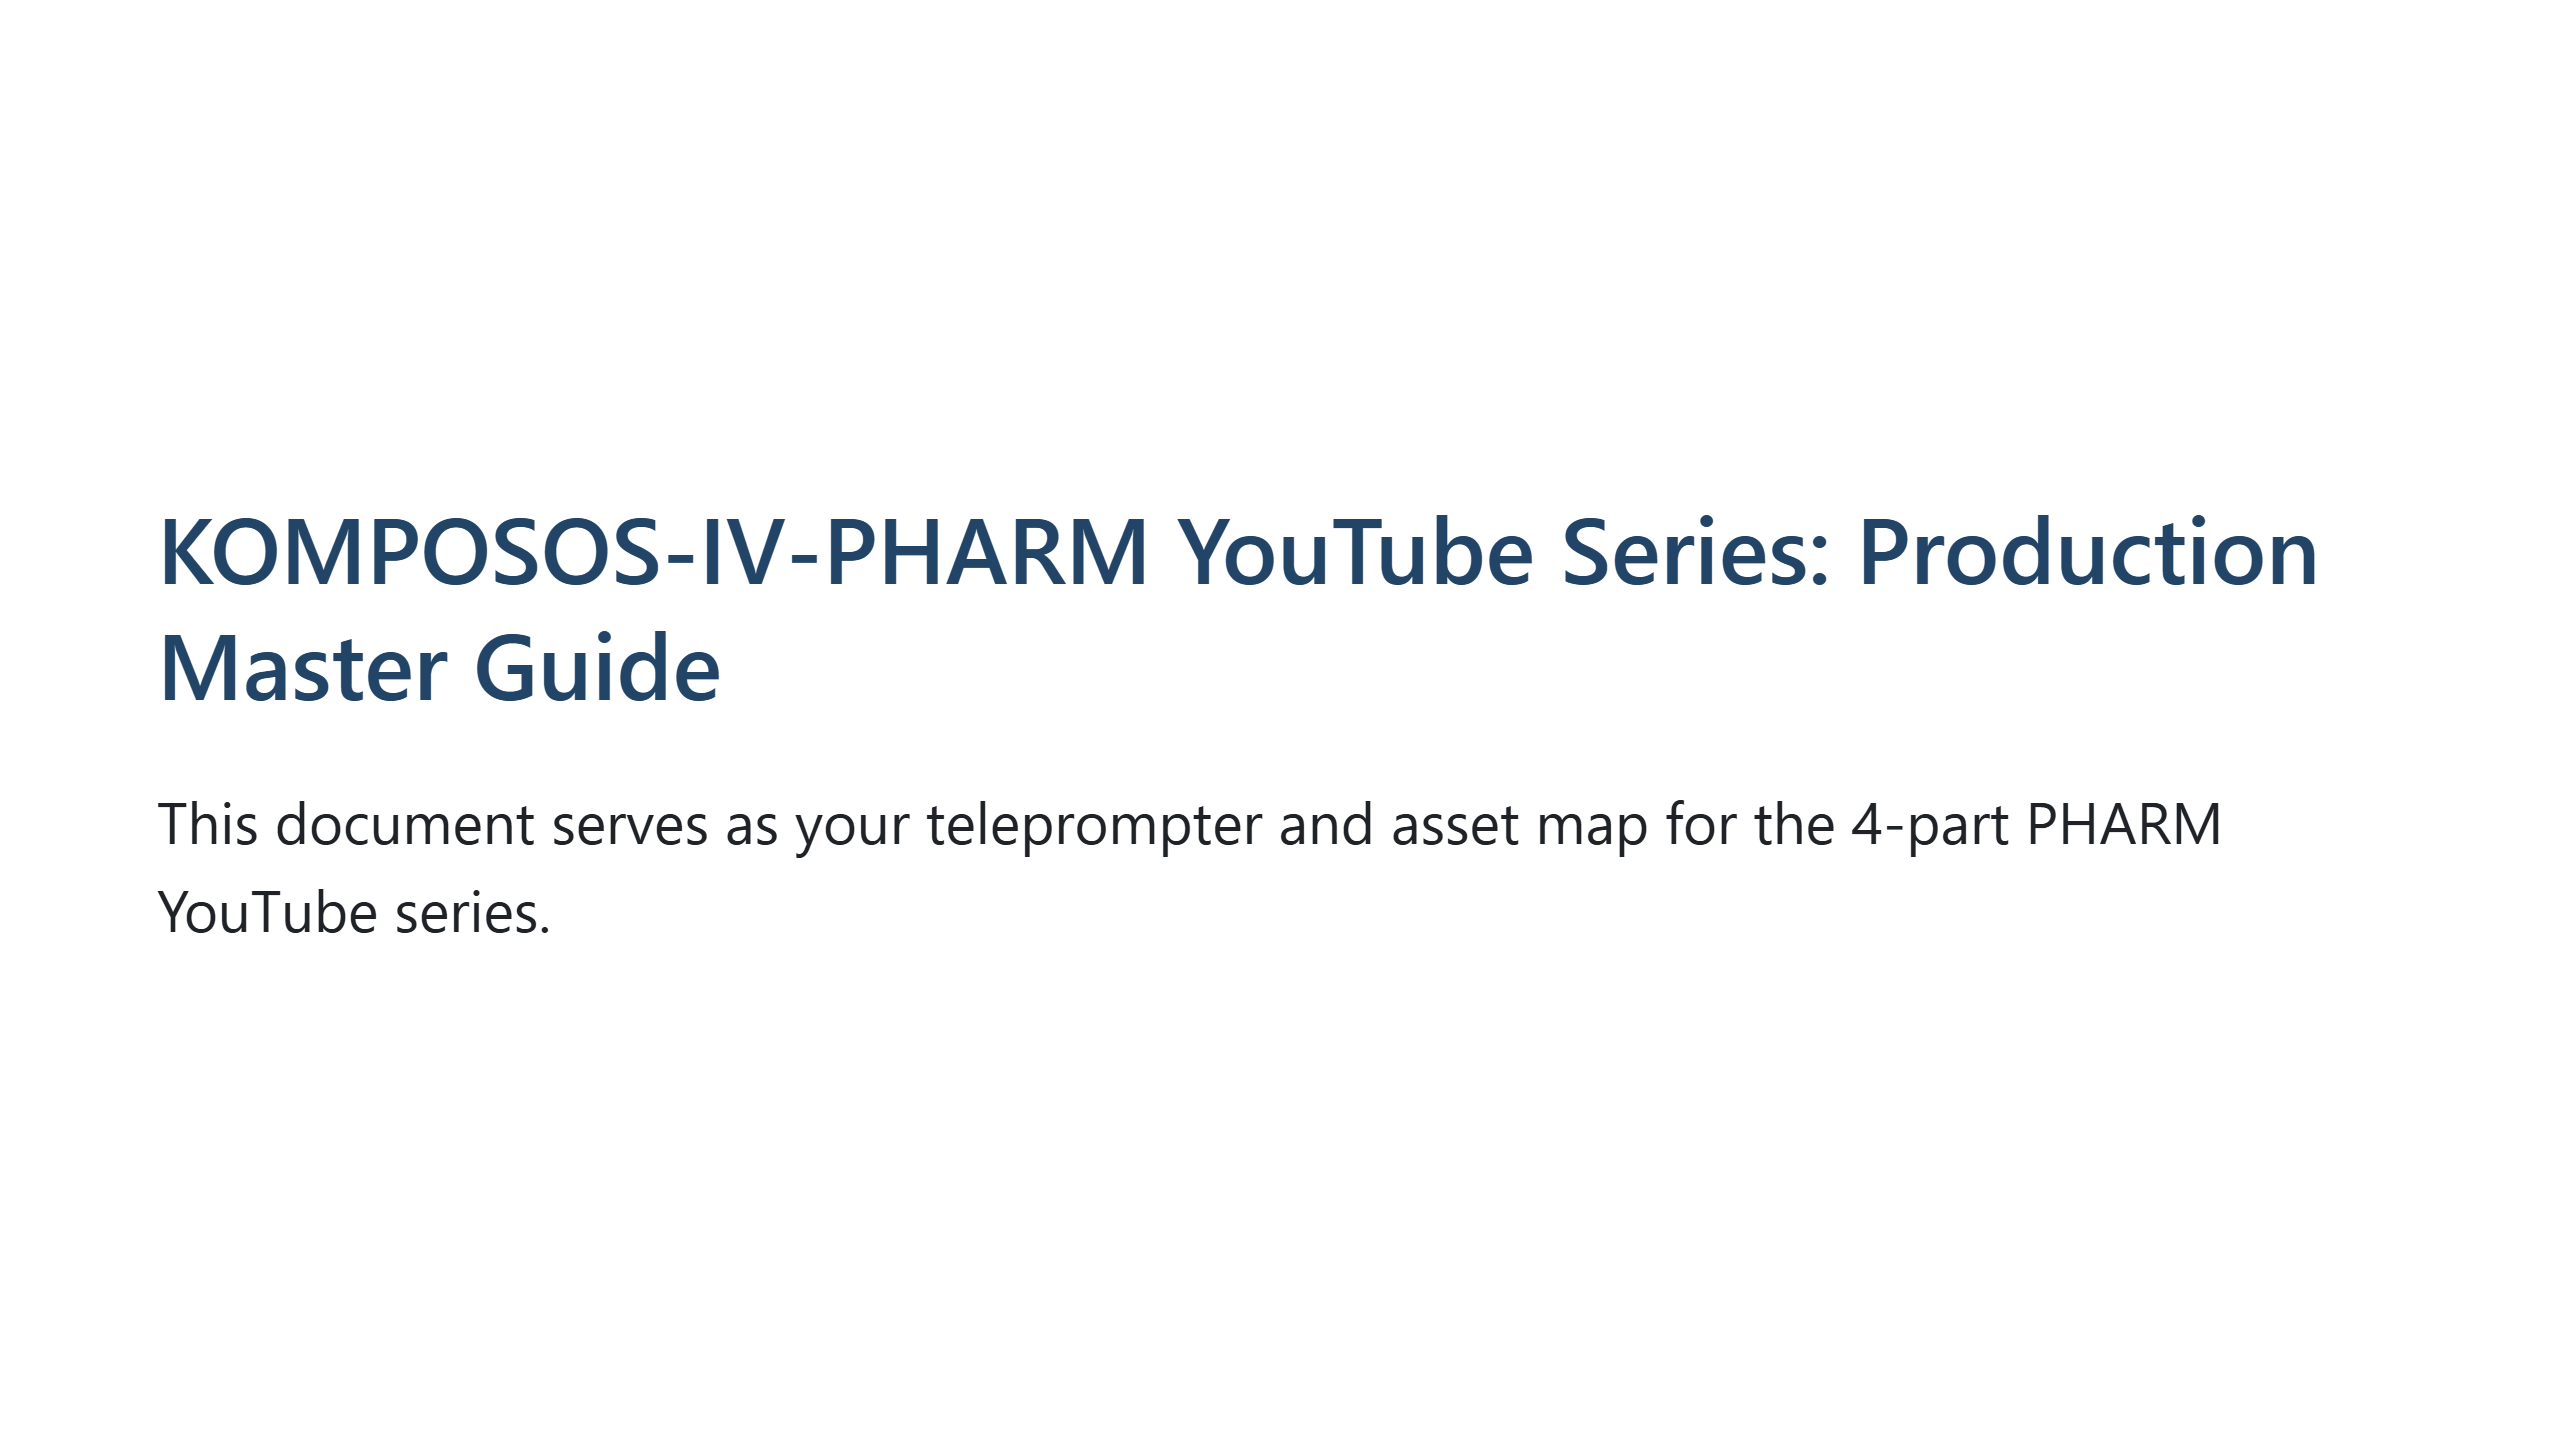 KOMPOSOS-IV-PHARM YouTube Series: Production
Master Guide
This document serves as your teleprompter and asset map for the 4-part PHARM
YouTube series.